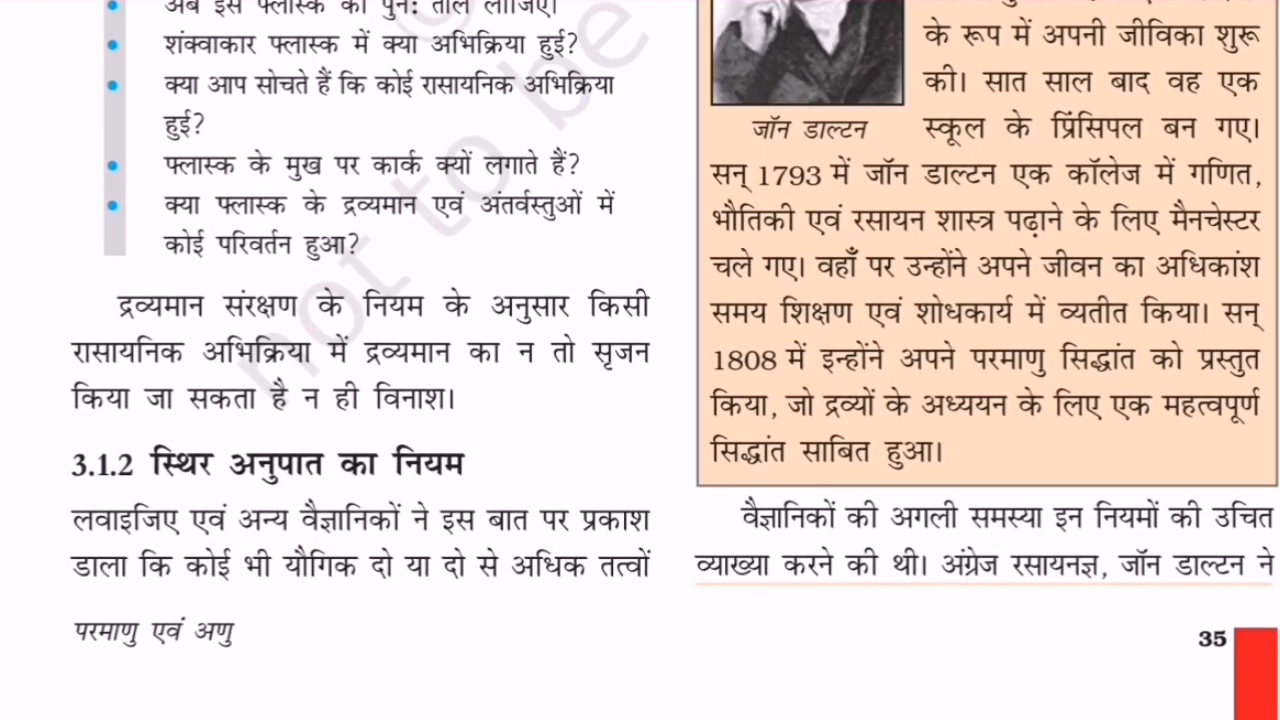 अब इस फ्लास्क को पुनः तौल लीजिए।
शंक्वाकार फ्लास्क में क्या अभिक्रिया हुई?
क्या आप सोचते हैं कि कोई रासायनिक अभिक्रिया
हुई?
फ्लास्क के मुख पर कार्क क्यों लगाते हैं?
क्या फ्लास्क के द्रव्यमान एवं अंतर्वस्तुओं में
कोई परिवर्तन हुआ?
द्रव्यमान संरक्षण के नियम के अनुसार किसी
रासायनिक अभिक्रिया में द्रव्यमान का न तो सृजन
किया जा सकता है न ही विनाश।
3.1.2 स्थिर अनुपात का नियम
लवाइजिए एवं अन्य वैज्ञानिकों ने इस बात पर प्रकाश
डाला कि कोई भी यौगिक दो या दो से अधिक तत्वों
के रूप में अपनी जीविका शुरू
की। सात साल बाद वह एक
जॉन डाल्टन
स्कूल के प्रिंसिपल बन गए।
सन् 1793 में जॉन डाल्टन एक कॉलेज में गणित,
भौतिकी एवं रसायन शास्त्र पढ़ाने के लिए मैनचेस्टर
चले गए। वहाँ पर उन्होंने अपने जीवन का अधिकांश
समय शिक्षण एवं शोधकार्य में व्यतीत किया। सन्
1808 में इन्होंने अपने परमाणु सिद्धांत को प्रस्तुत
किया, जो द्रव्यों के अध्ययन के लिए एक महत्वपूर्ण
सिद्धांत साबित हुआ।
वैज्ञानिकों की अगली समस्या इन नियमों की उचित
व्याख्या करने की थी। अंग्रेज रसायनज्ञ, जॉन डाल्टन ने
परमाणु एवं अणु
35
not to be